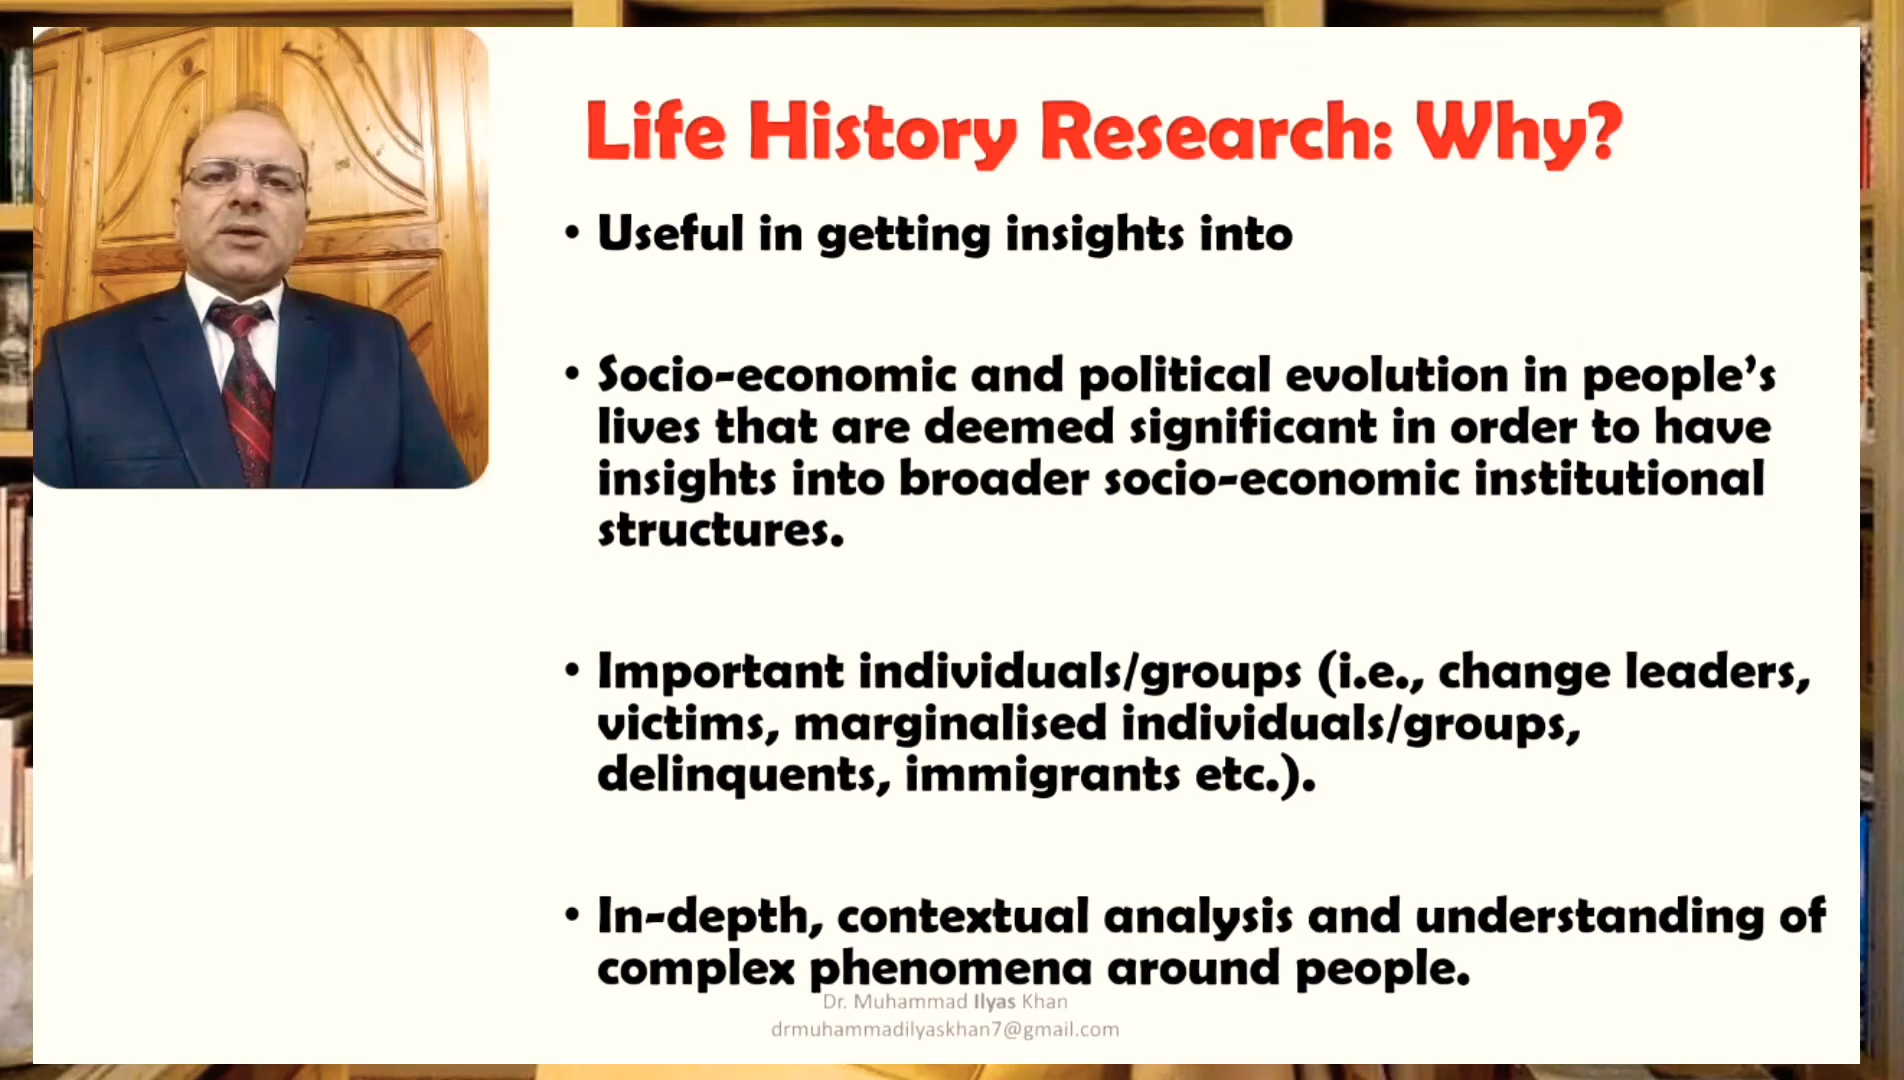 Life History Research: Why?
• Useful in getting insights into
• Socio-economic and political evolution in people's
lives that are deemed significant in order to have
insights into broader socio-economic institutional
structures.
• Important individuals/groups (i.e., change leaders,
victims, marginalised individuals/groups,
delinquents, immigrants etc.).
• In-depth, contextual analysis and understanding of
complex phenomena around people.
Dr. Muhammad Ilyas Khan
drmuhammadilyaskhan7@gmail.com